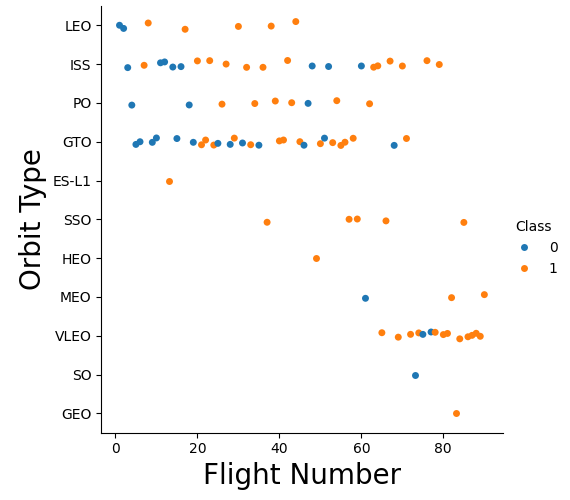 LEO
ISS
PO
GTO
ES-L1
SSO
HEO
MEO
VLEO
SO
GEO
Orbit Type
0 20 40 60 80
Flight Number
Class
0
1